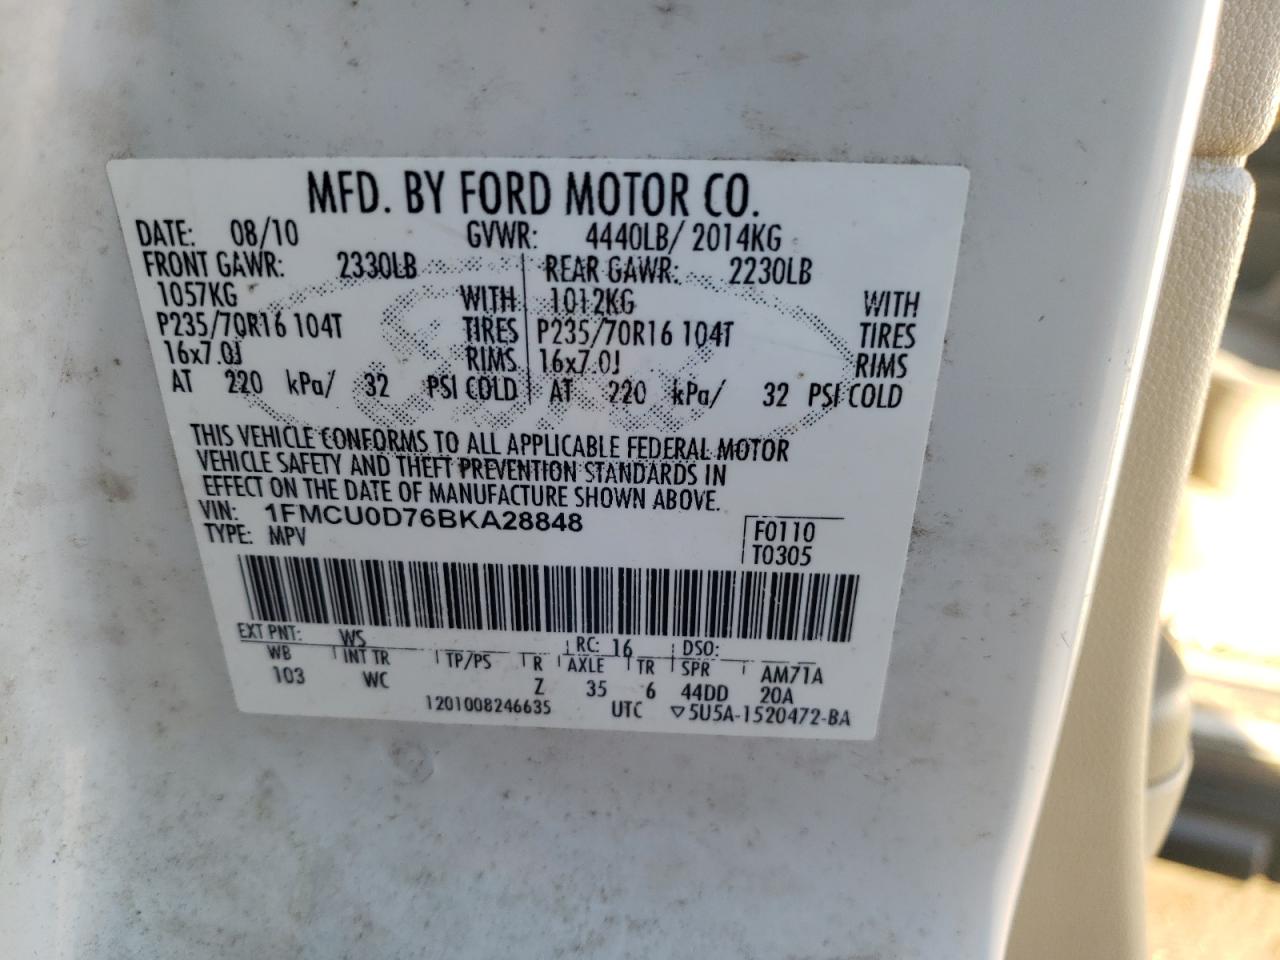 MFD. BY FORD MOTOR CO.
DATE: 08/10 GVWR: 4440LB/ 2014KG
FRONT GAWR: 2330LB REAR GAWR: 2230LB
1057KG WITH 1012KG WITH
P235/70R16 104T TIRES P235/70R16 104T TIRES
16x7.0J RIMS 16x7.0J RIMS
AT 220 kPa/ 32 PSI COLD AT 220 kPa/ 32 PSI COLD
THIS VEHICLE CONFORMS TO ALL APPLICABLE FEDERAL MOTOR
VEHICLE SAFETY AND THEFT PREVENTION STANDARDS IN
EFFECT ON THE DATE OF MANUFACTURE SHOWN ABOVE.
VIN: 1FMCU0D76BKA28848
TYPE: MPV F0110
T0305
EXT PNT: WS RC: 16 DSO:
WB INT TR TP/PS R AXLE TR SPR AM71A
103 WC Z 35 6 44DD 20A
1201008246635 UTC ▽5U5A-1520472-BA